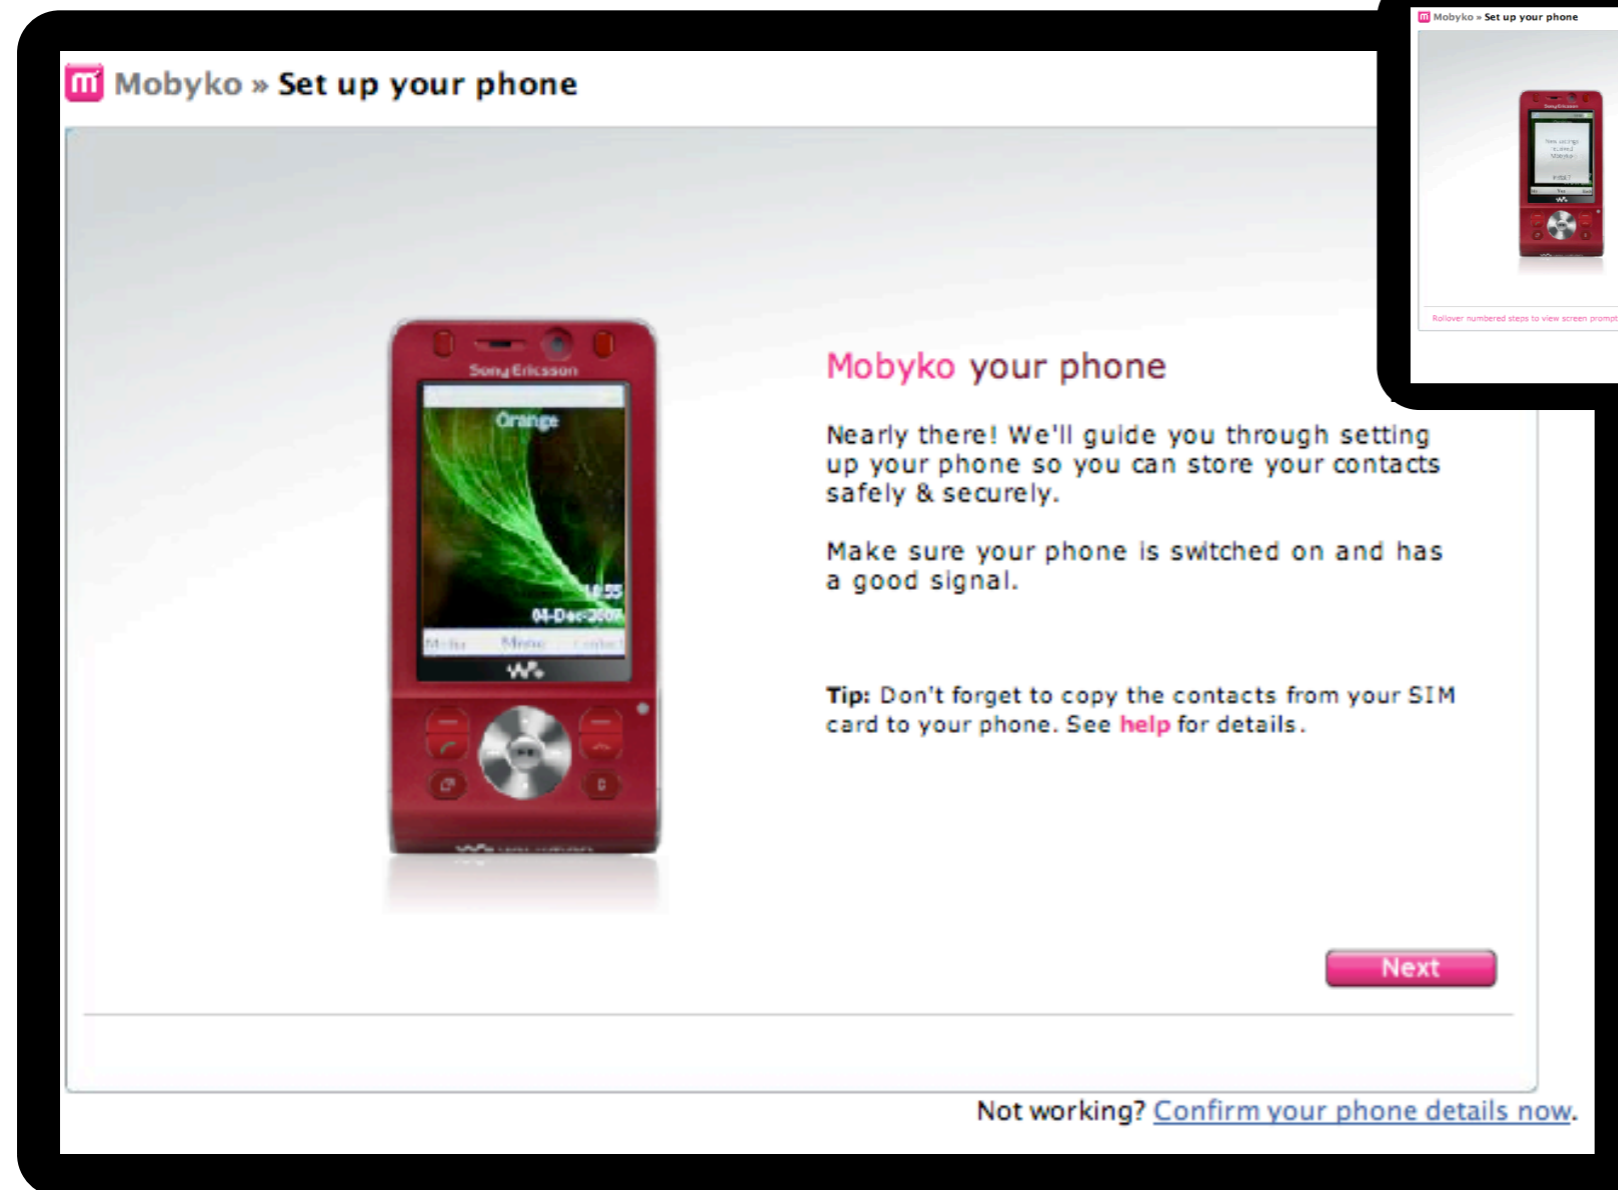 Mobyko » Set up your phone
Sony Ericsson
Orange
18:55
04-Dec-2007
Menu
Mobyko your phone
Nearly there! We'll guide you through setting
up your phone so you can store your contacts
safely & securely.
Make sure your phone is switched on and has
a good signal.
Tip: Don't forget to copy the contacts from your SIM
card to your phone. See help for details.
Next
Not working? Confirm your phone details now.
Mobyko » Set up your phone
Sony Ericsson
Rollover numbered steps to view screen prompt